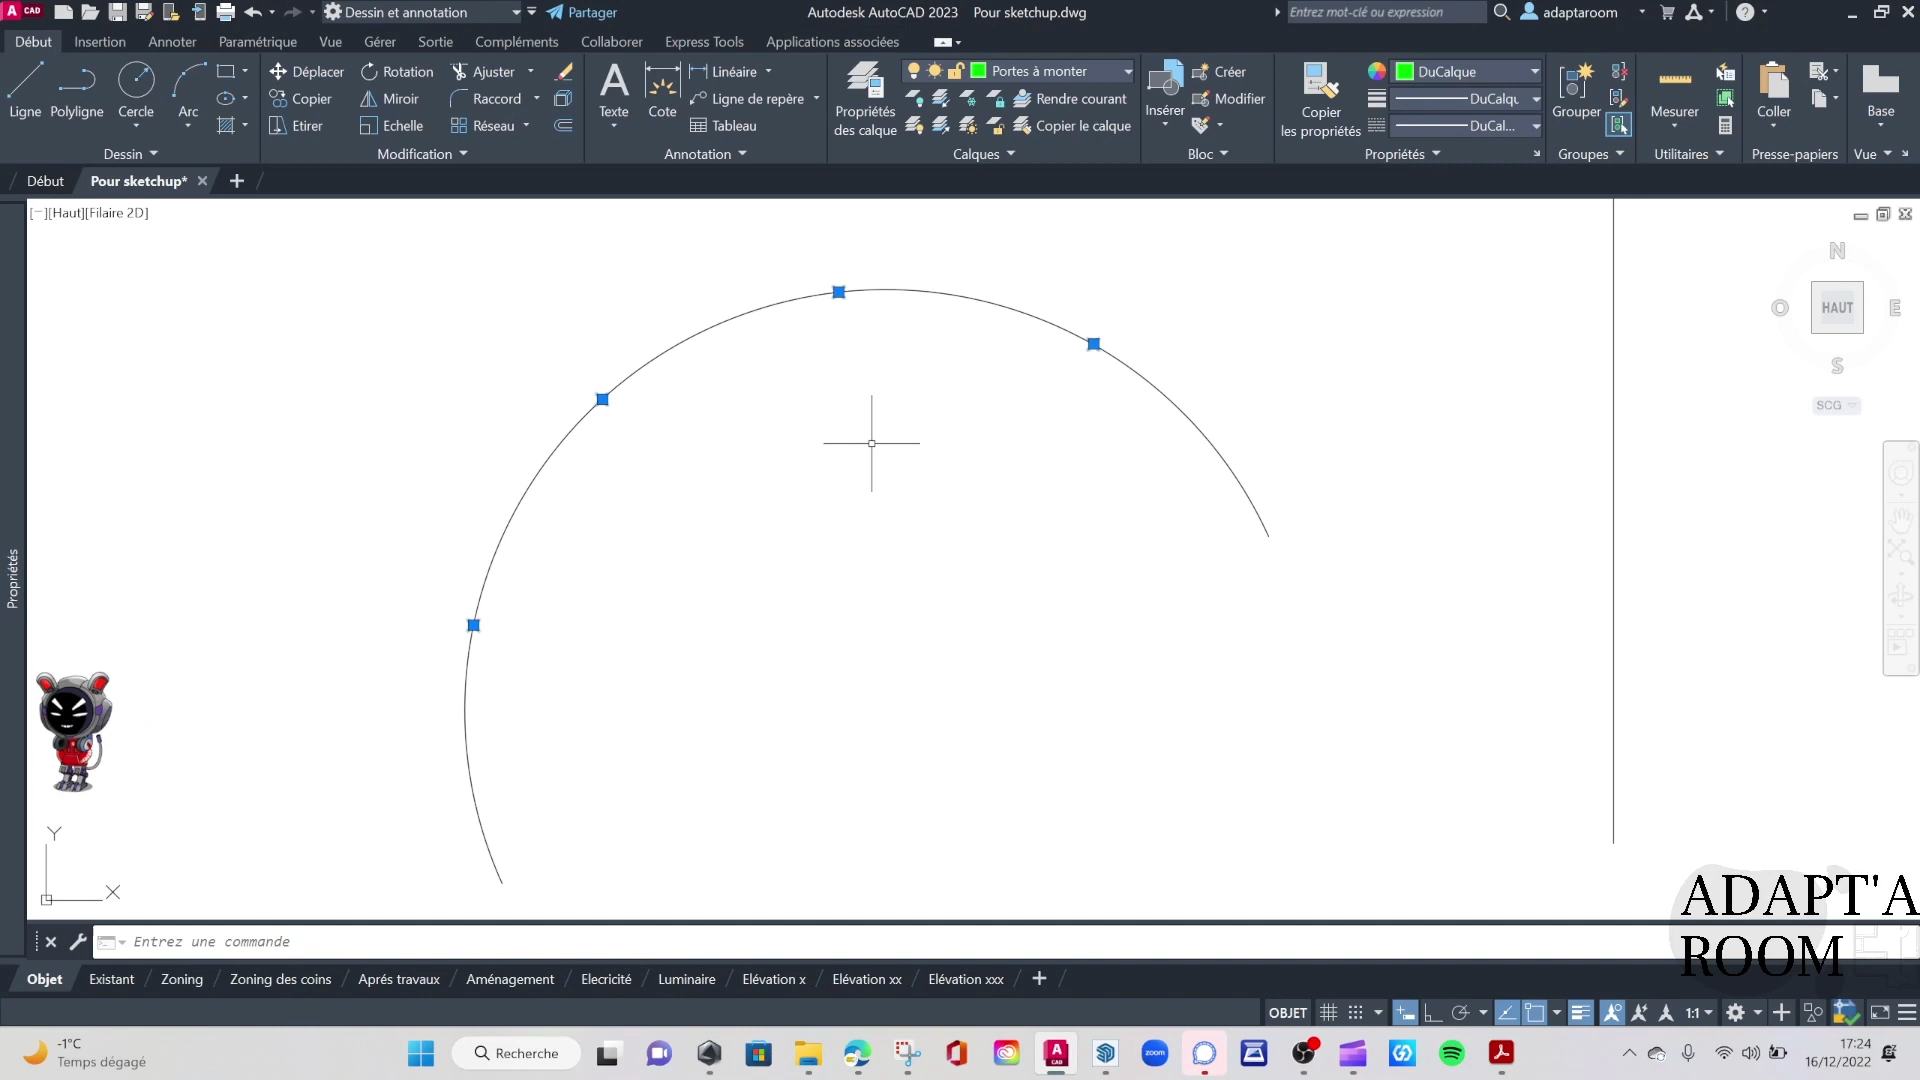 A CAD Dessin et annotation Partager Autodesk AutoCAD 2023 Pour sketchup.dwg Entrez mot-clé ou expression adaptaroom
Début Insertion Annoter Paramétrique Vue Gérer Sortie Compléments Collaborer Express Tools Applications associées
Ligne Polyligne Cercle Arc
Déplacer Rotation Ajuster
Copier Miroir Raccord
Etirer Echelle Réseau
Texte Cote
Linéaire
Ligne de repère
Tableau
Propriétés des calque
Portes à monter
Rendre courant
Copier le calque
Insérer
Créer
Modifier
Copier les propriétés
DuCalque
DuCalqu
DuCal...
Grouper
Mesurer
Coller
Base
Dessin Modification Annotation Calques Bloc Propriétés Groupes Utilitaires Presse-papiers Vue
Début Pour sketchup*
[−][Haut][Filaire 2D]
N
O HAUT E
S
SCG
Propriétés
Y
X
ADAPT'A
ROOM
Entrez une commande
Objet Existant Zoning Zoning des coins Aprés travaux Aménagement Elecricité Luminaire Elévation x Elévation xx Elévation xxx
OBJET 1:1
-1°C
Temps dégagé
Recherche
zoom
17:24
16/12/2022